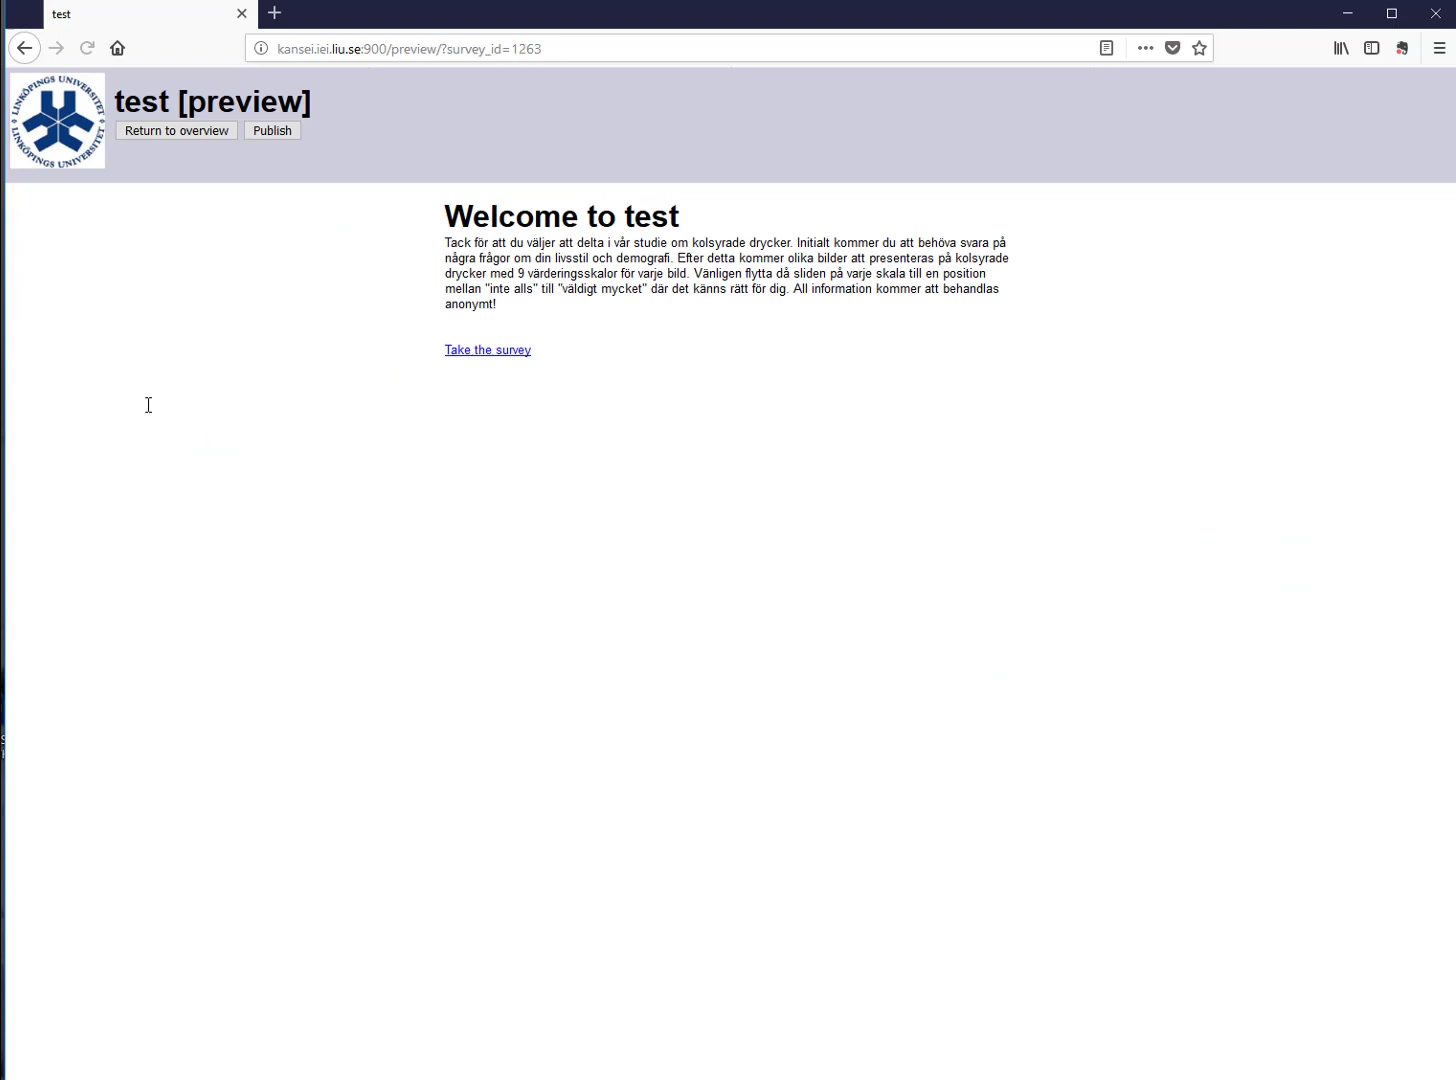 test
kansei.iei.liu.se:900/preview/?survey_id=1263
LINKÖPINGS UNIVERSITET
LINKÖPINGS UNIVERSITET
test [preview]
Return to overview
Publish
Welcome to test
Tack för att du väljer att delta i vår studie om kolsyrade drycker. Initialt kommer du att behöva svara på
några frågor om din livsstil och demografi. Efter detta kommer olika bilder att presenteras på kolsyrade
drycker med 9 värderingsskalor för varje bild. Vänligen flytta då sliden på varje skala till en position
mellan "inte alls" till "väldigt mycket" där det känns rätt för dig. All information kommer att behandlas
anonymt!
Take the survey